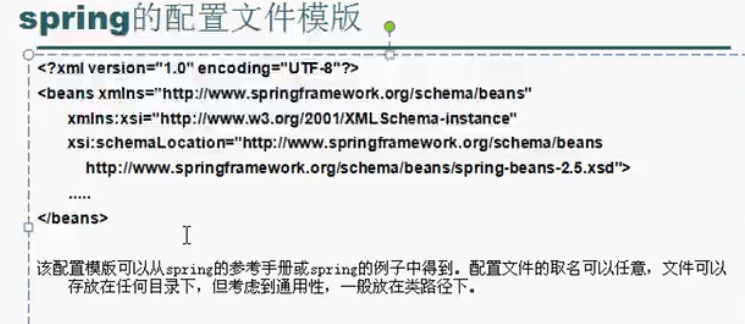 spring的配置文件模版
<?xml version="1.0" encoding="UTF-8"?>
<beans xmlns="http://www.springframework.org/schema/beans"
xmlns:xsi="http://www.w3.org/2001/XMLSchema-instance"
xsi:schemaLocation="http://www.springframework.org/schema/beans
http://www.springframework.org/schema/beans/spring-beans-2.5.xsd">
.....
</beans>
该配置模版可以从spring的参考手册或spring的例子中得到。配置文件的取名可以任意，文件可以
存放在任何目录下，但考虑到通用性，一般放在类路径下。